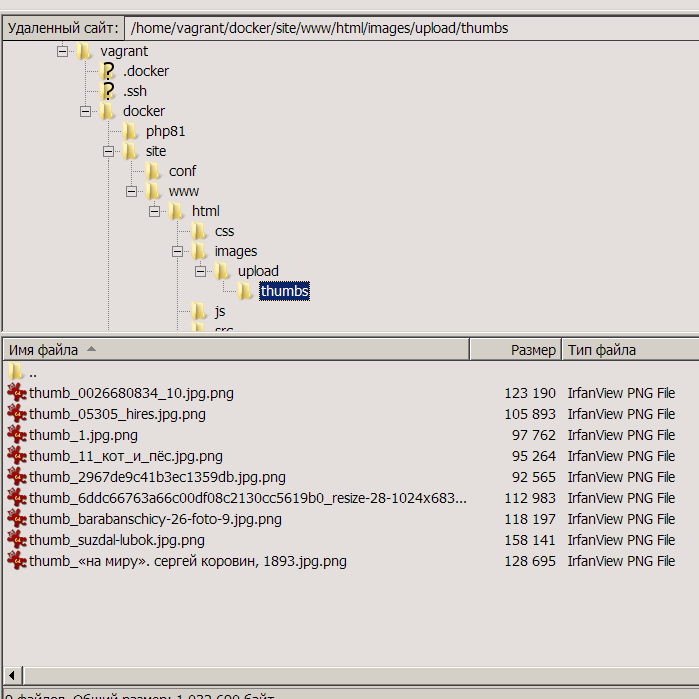 Удаленный сайт: /home/vagrant/docker/site/www/html/images/upload/thumbs
vagrant
.docker
.ssh
docker
php81
site
conf
www
html
css
images
upload
thumbs
js
src
Имя файла Размер Тип файла
..
thumb_0026680834_10.jpg.png 123 190 IrfanView PNG File
thumb_05305_hires.jpg.png 105 893 IrfanView PNG File
thumb_1.jpg.png 97 762 IrfanView PNG File
thumb_11_кот_и_пёс.jpg.png 95 264 IrfanView PNG File
thumb_2967de9c41b3ec1359db.jpg.png 92 565 IrfanView PNG File
thumb_6ddc66763a66c00df08c2130cc5619b0_resize-28-1024x683... 112 983 IrfanView PNG File
thumb_barabanschicy-26-foto-9.jpg.png 118 197 IrfanView PNG File
thumb_suzdal-lubok.jpg.png 158 141 IrfanView PNG File
thumb_«на миру». сергей коровин, 1893.jpg.png 128 695 IrfanView PNG File
9 файлов. Общий размер: 1 032 690 байт